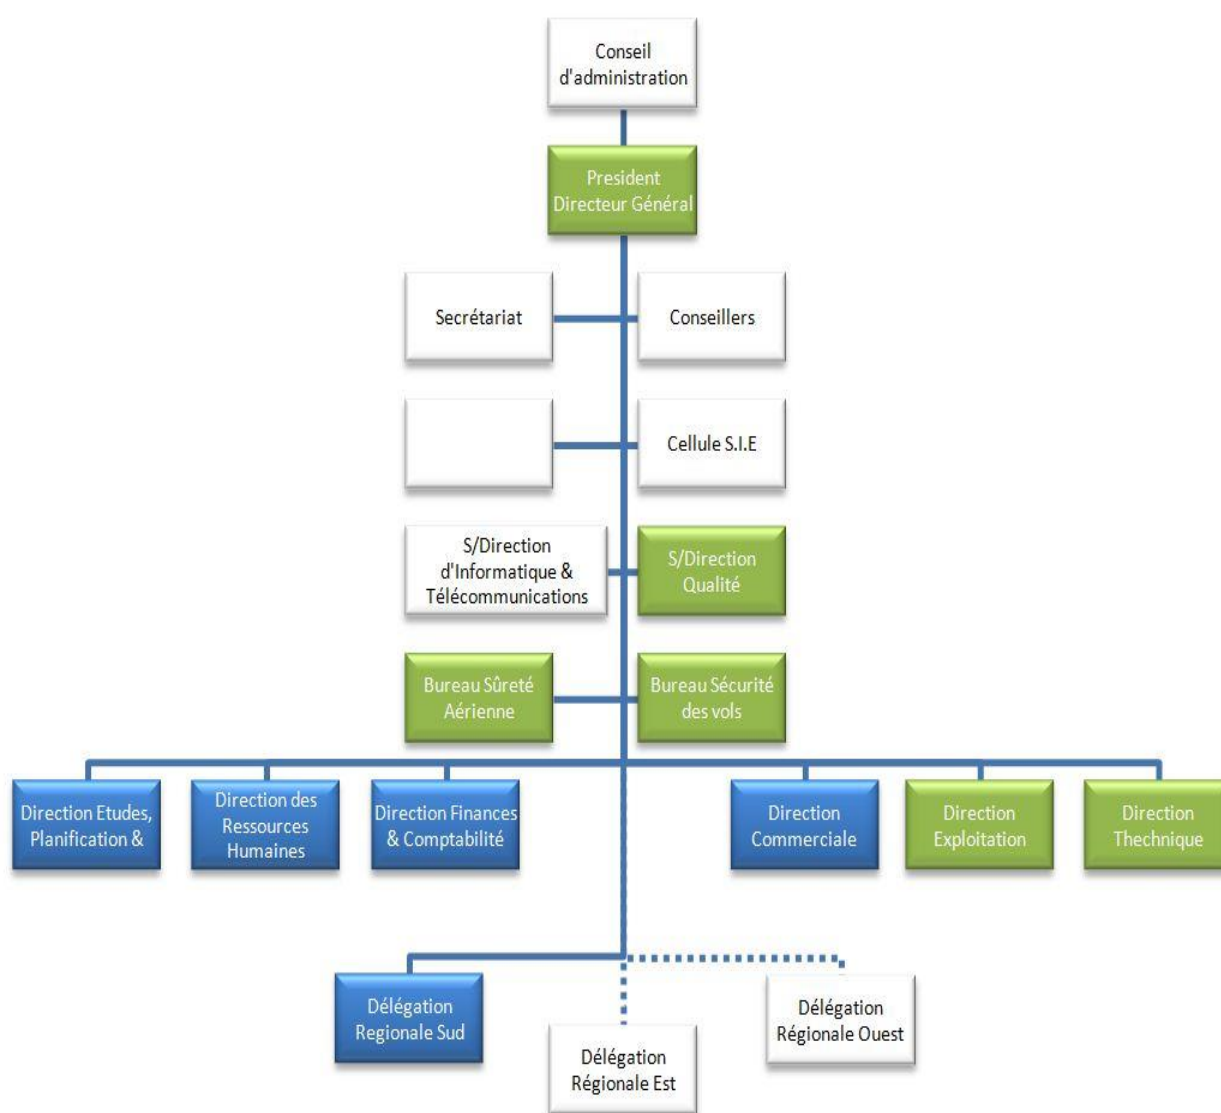 Conseil
d'administration
President
Directeur Général
Secrétariat
Conseillers
Cellule S.I.E
S/Direction
d'Informatique &
Télécommunications
S/Direction
Qualité
Bureau Sûreté
Aérienne
Bureau Sécurité
des vols
Direction Etudes,
Planification &
Direction des
Ressources
Humaines
Direction Finances
& Comptabilité
Direction
Commerciale
Direction
Exploitation
Direction
Thechnique
Délégation
Regionale Sud
Délégation
Régionale Est
Délégation
Régionale Ouest